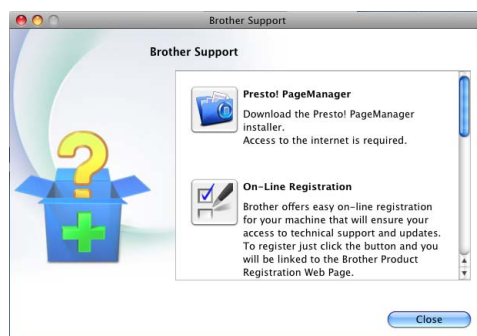 Brother Support
Brother Support
Presto! PageManager
Download the Presto! PageManager
installer.
Access to the internet is required.
On-Line Registration
Brother offers easy on-line registration
for your machine that will ensure your
access to technical support and updates.
To register just click the button and you
will be linked to the Brother Product
Registration Web Page.
Close